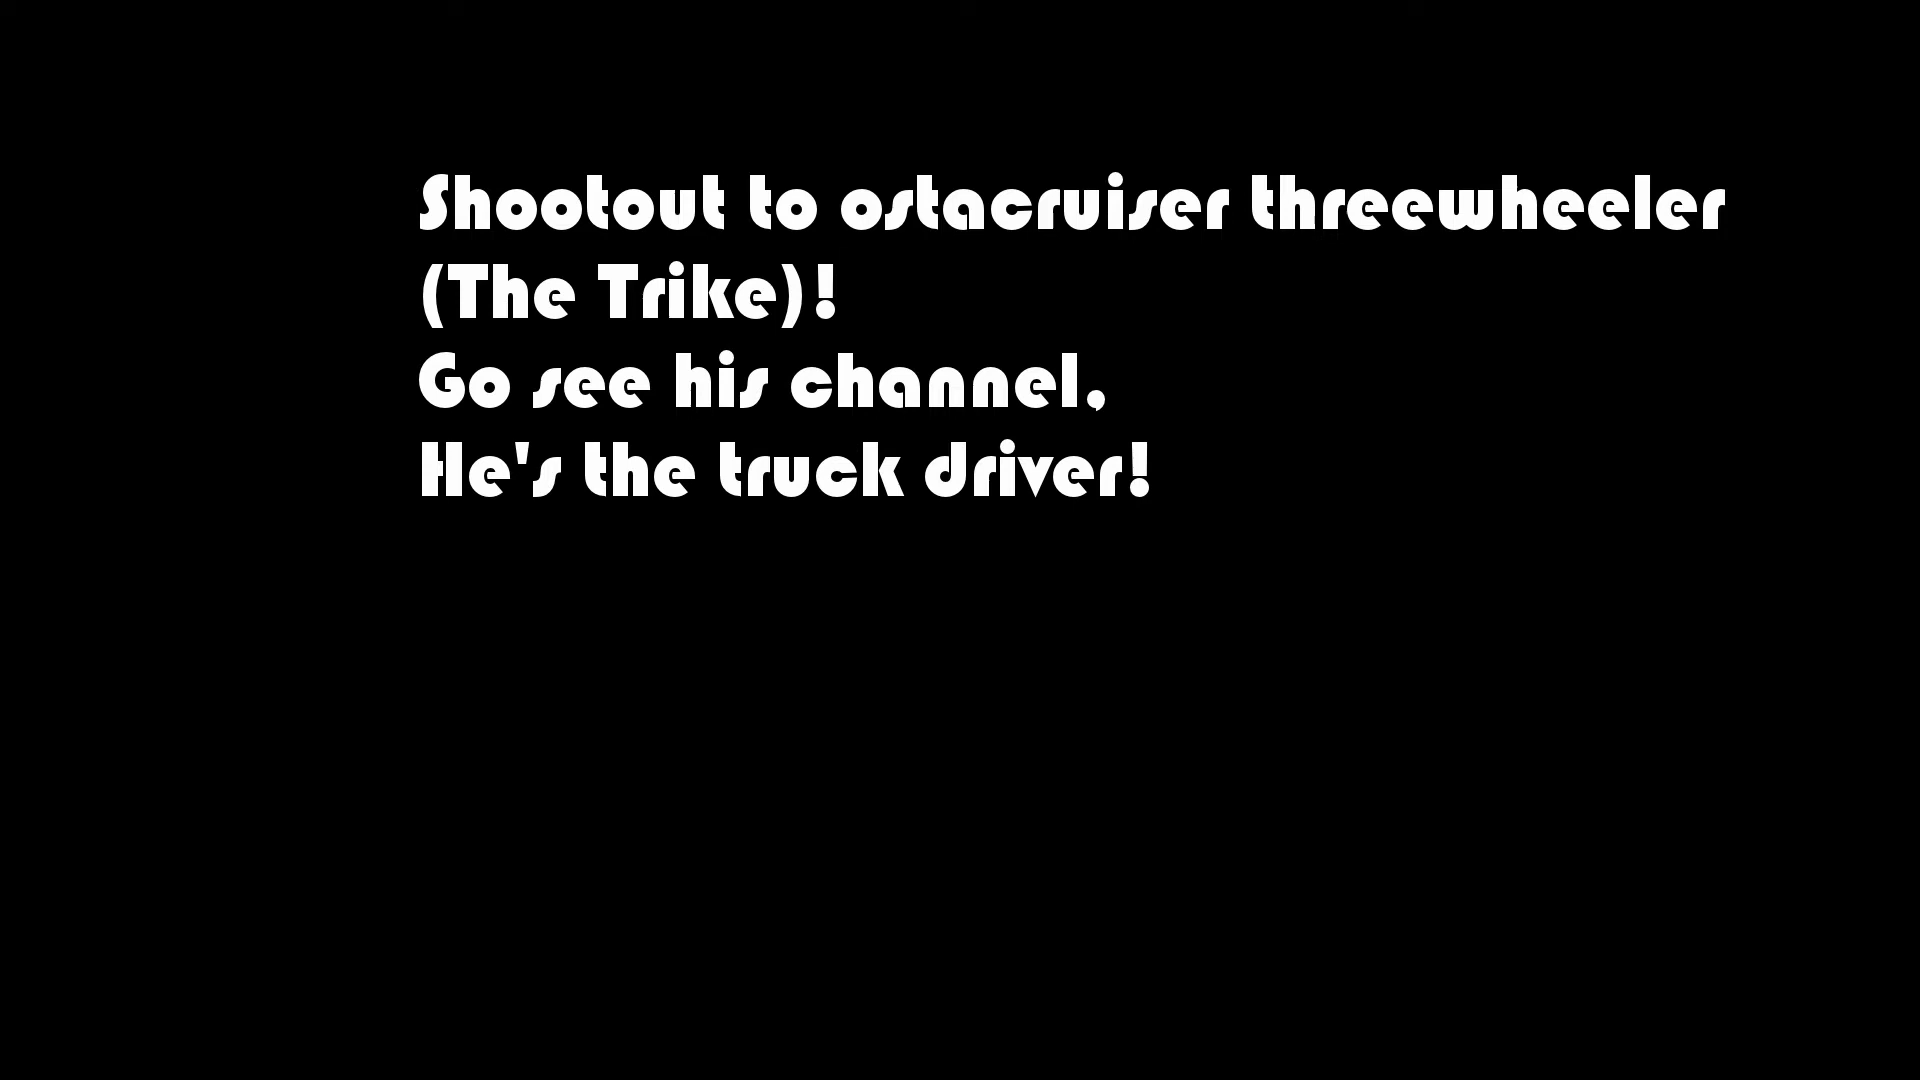 Shootout to ostacruiser threewheeler
(The Trike)!
Go see his channel,
He's the truck driver!